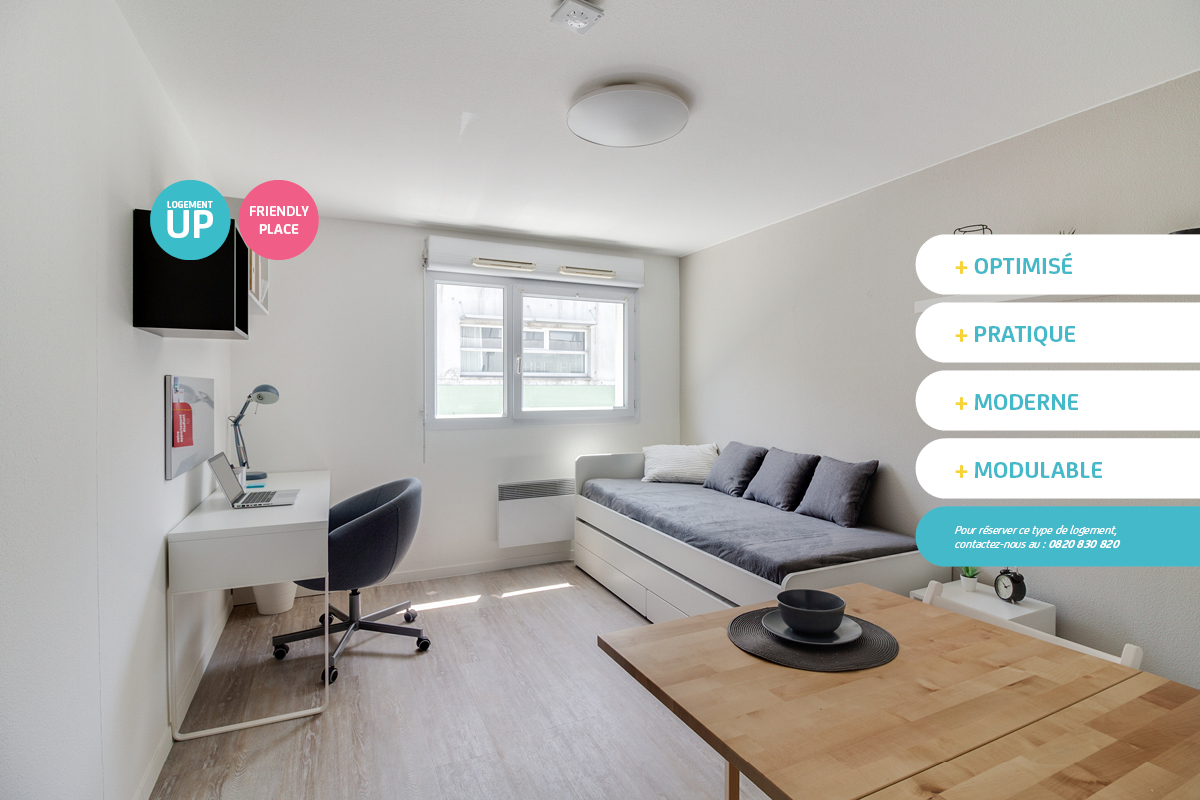 LOGEMENT
UP
FRIENDLY
PLACE
+ OPTIMISÉ
+ PRATIQUE
+ MODERNE
+ MODULABLE
Pour réserver ce type de logement,
contactez-nous au : 0820 830 820